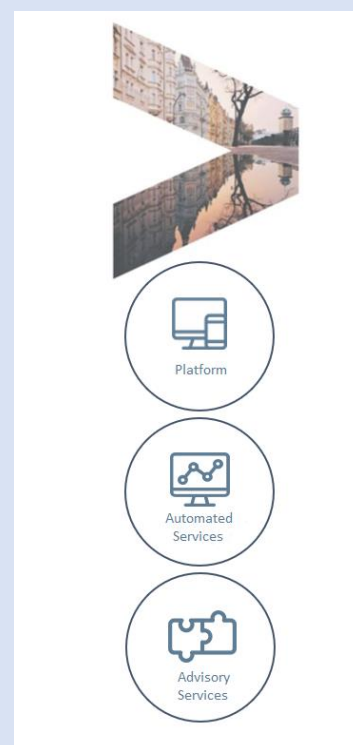 Platform
Automated
Services
Advisory
Services